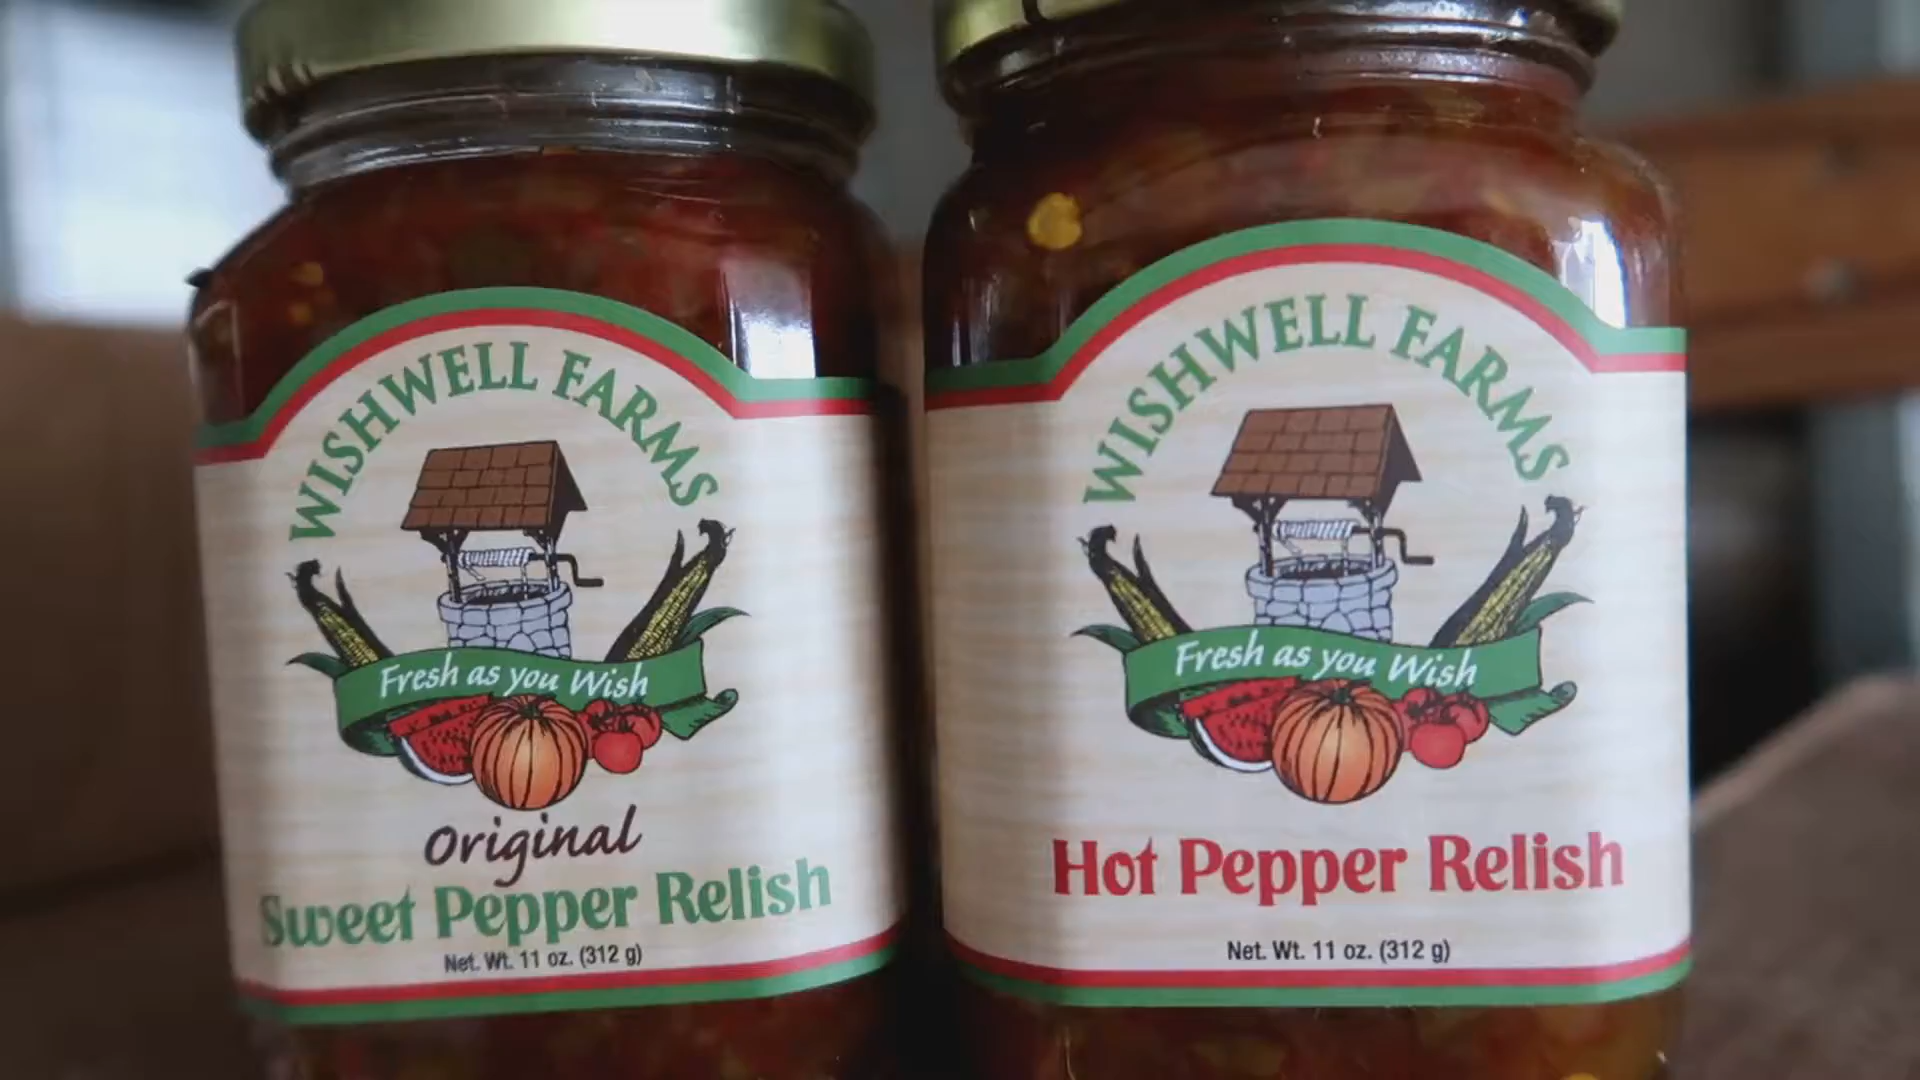 WISHWELL FARMS
Fresh as you Wish
Original
Sweet Pepper Relish
Net. Wt. 11 oz. (312 g)
WISHWELL FARMS
Fresh as you Wish
Hot Pepper Relish
Net. Wt. 11 oz. (312 g)